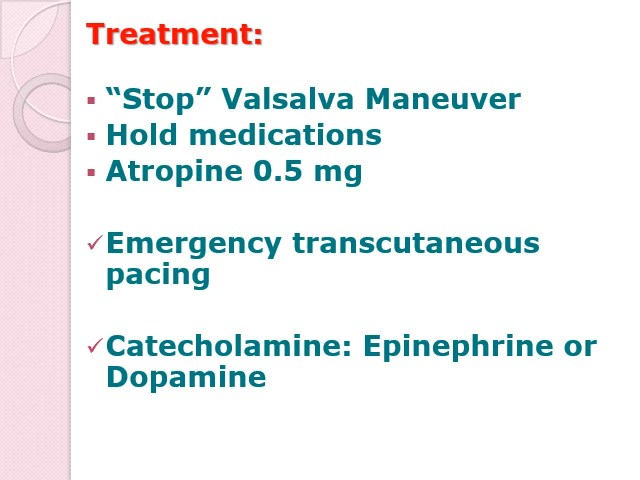 Treatment:
▪ “Stop” Valsalva Maneuver
▪ Hold medications
▪ Atropine 0.5 mg
✓Emergency transcutaneous
pacing
✓Catecholamine: Epinephrine or
Dopamine